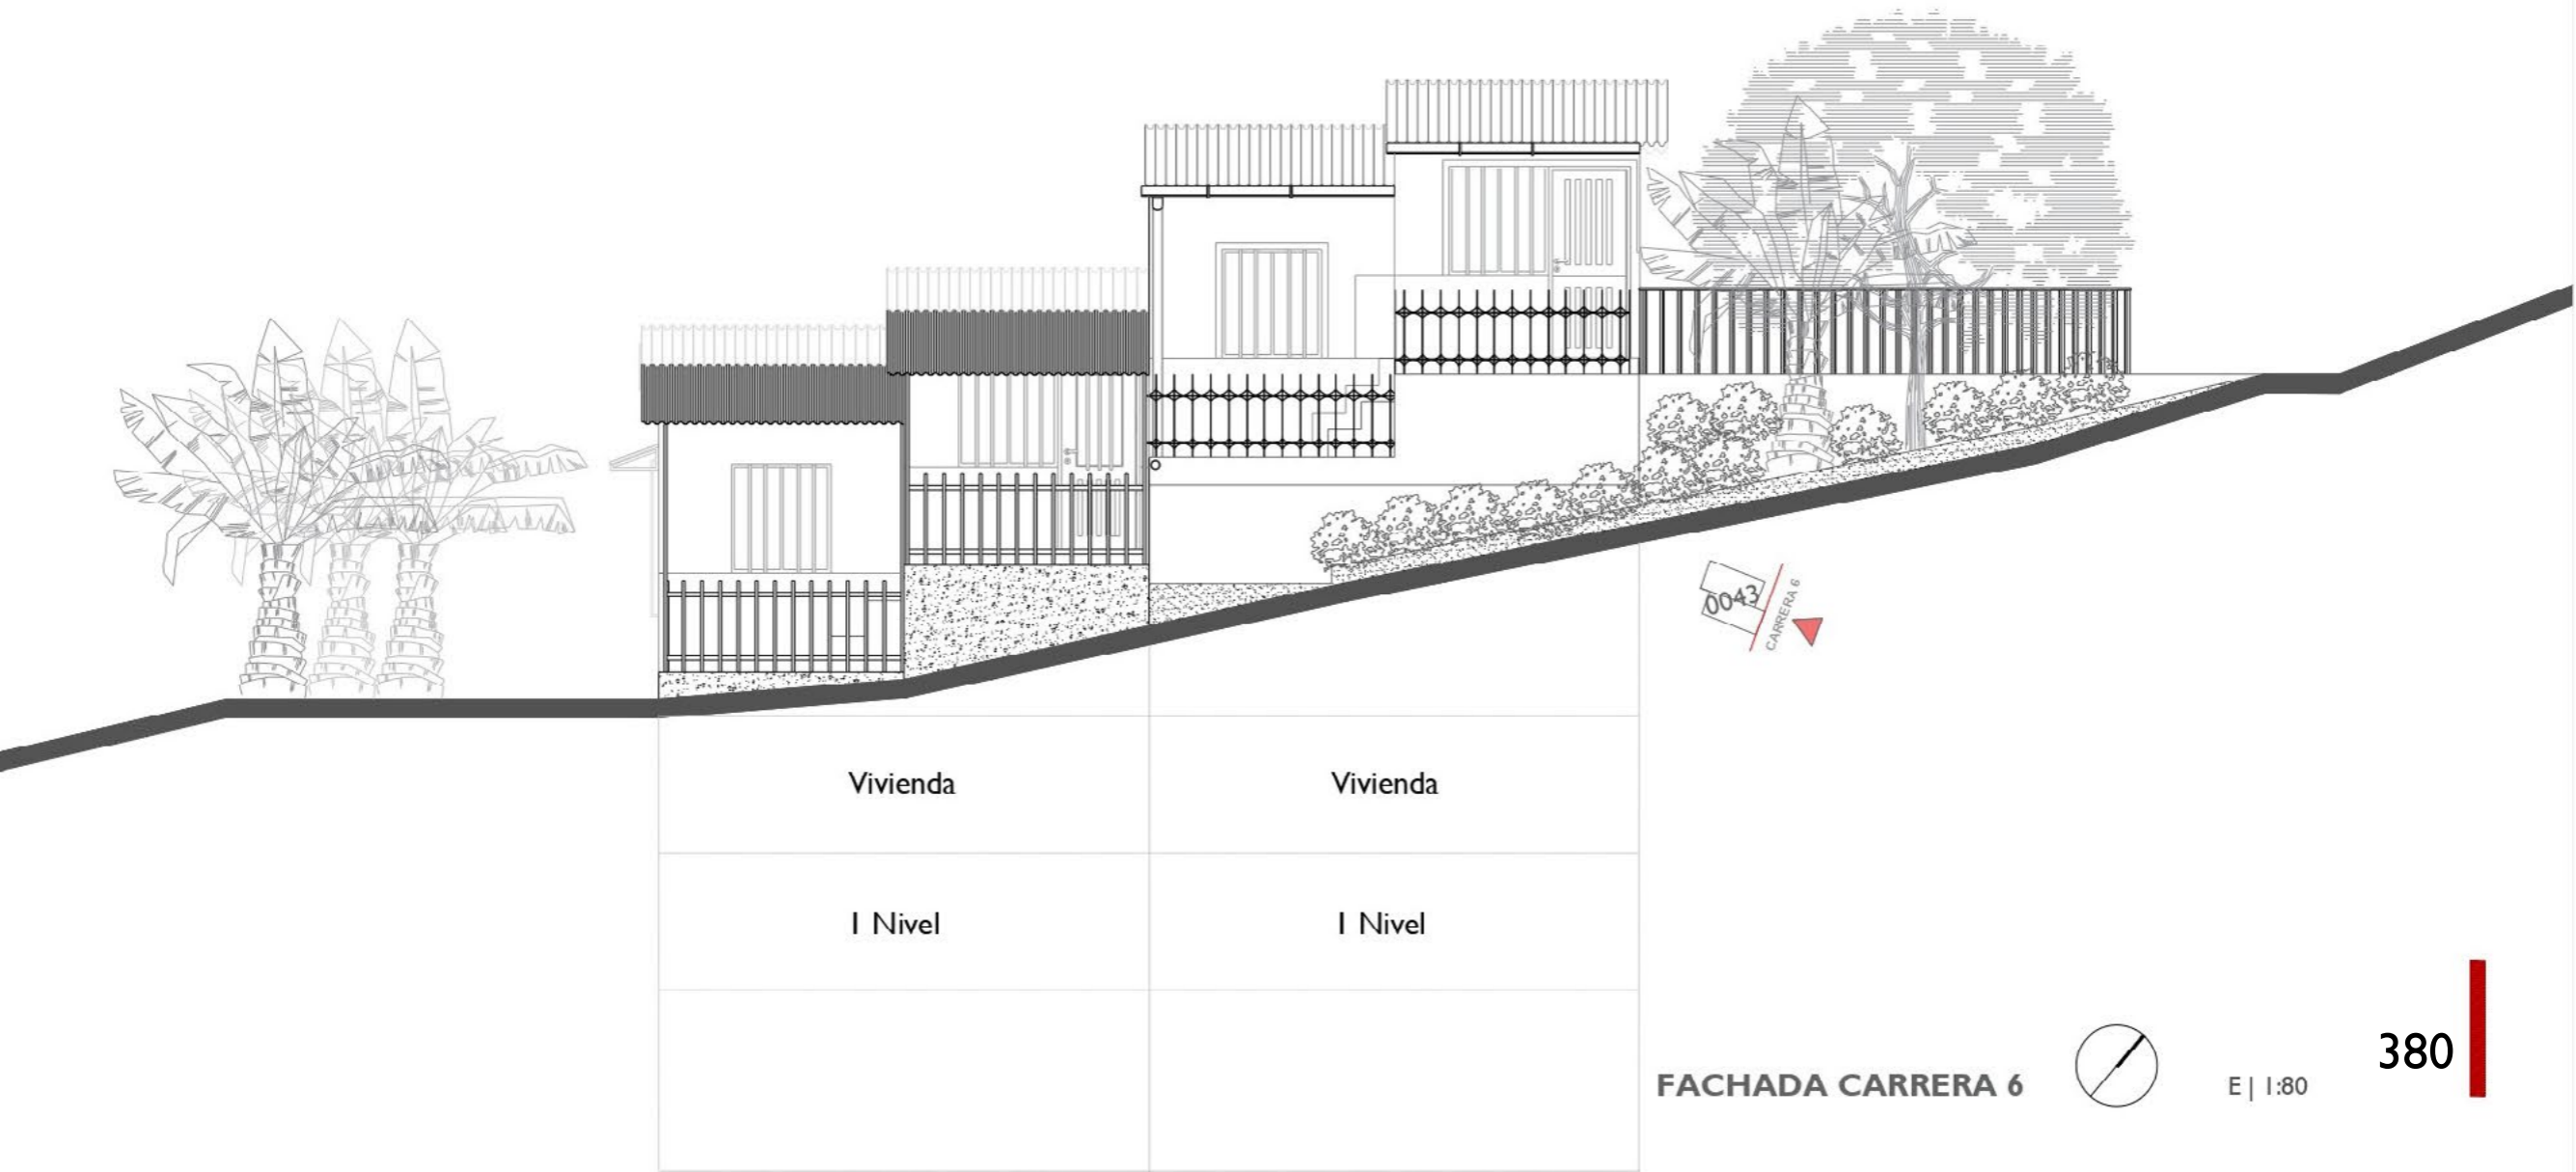 0043
CARRERA 6
Vivienda
Vivienda
1 Nivel
1 Nivel
FACHADA CARRERA 6
E | 1:80
380